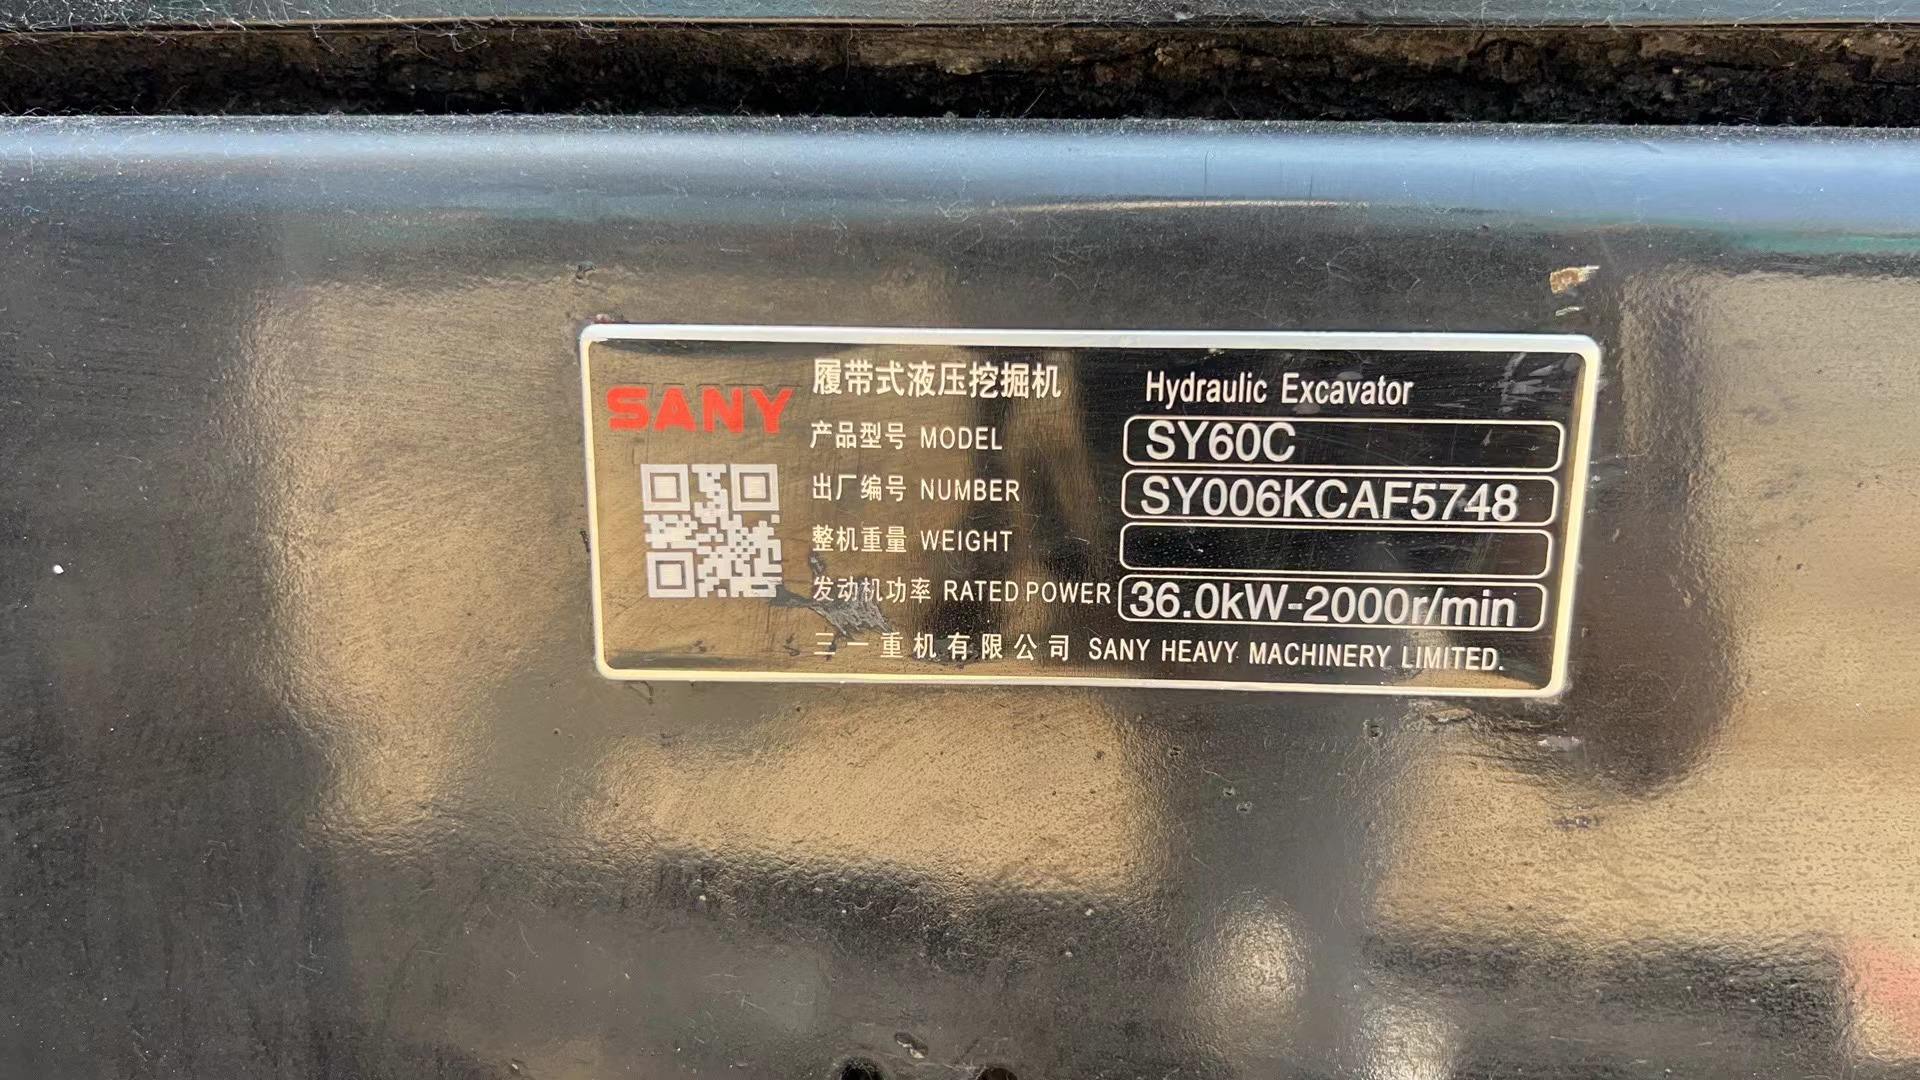 SANY
履带式液压挖掘机 Hydraulic Excavator
产品型号 MODEL SY60C
出厂编号 NUMBER SY006KCAF5748
整机重量 WEIGHT
发动机功率 RATED POWER 36.0kW-2000r/min
三一重机有限公司 SANY HEAVY MACHINERY LIMITED.